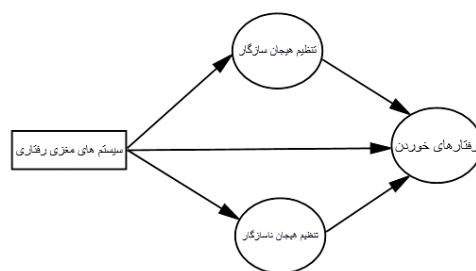 تنظیم هیجان سازگار
سیستم های مغزی رفتاری
رفتارهای خوردن
تنظیم هیجان ناسازگار